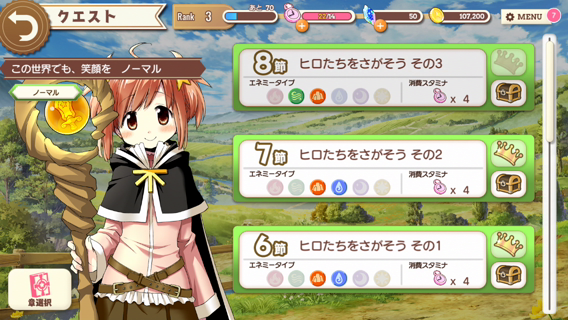 クエスト
Rank 3
あと 70
22/14
50
107,200
MENU
?
この世界でも、笑顔を ノーマル
ノーマル
章選択
8節 ヒロたちをさがそう その3
エネミータイプ 消費スタミナ
x 4
7節 ヒロたちをさがそう その2
エネミータイプ 消費スタミナ
x 4
6節 ヒロたちをさがそう その1
エネミータイプ 消費スタミナ
x 4